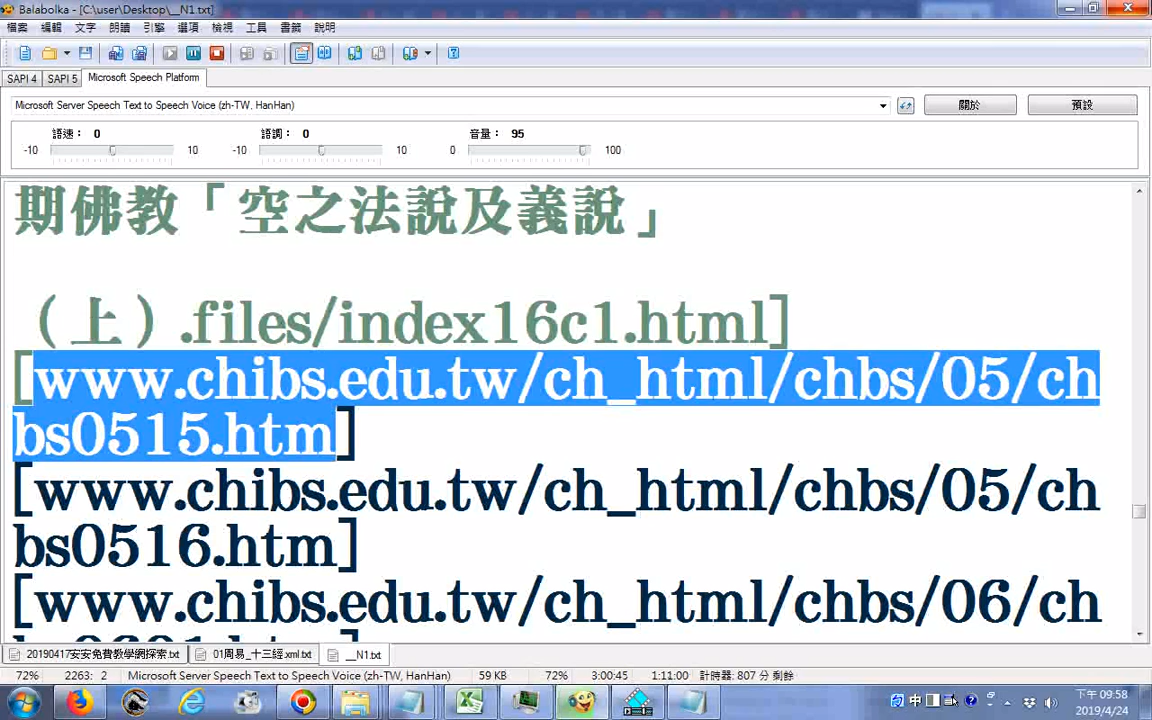 Balabolka - [C:\user\Desktop\__N1.txt]
檔案 編輯 文字 朗讀 引擎 選項 檢視 工具 書籤 說明
SAPI 4 SAPI 5 Microsoft Speech Platform
Microsoft Server Speech Text to Speech Voice (zh-TW, HanHan) 關於 預設
語速： 0 語調： 0 音量： 95
-10 10 -10 10 0 100
期佛教「空之法說及義說」
（上）.files/index16c1.html]
[www.chibs.edu.tw/ch_html/chbs/05/ch
bs0515.htm]
[www.chibs.edu.tw/ch_html/chbs/05/ch
bs0516.htm]
[www.chibs.edu.tw/ch_html/chbs/06/ch
bs0601.htm]
20190417安安免費教學網探索.txt 01周易_十三經.xml.txt __N1.txt
72% 2263: 2 Microsoft Server Speech Text to Speech Voice (zh-TW, HanHan) 59 KB 72% 3:00:45 1:11:00 計時器: 807 分 剩餘
中 下午 09:58
2019/4/24